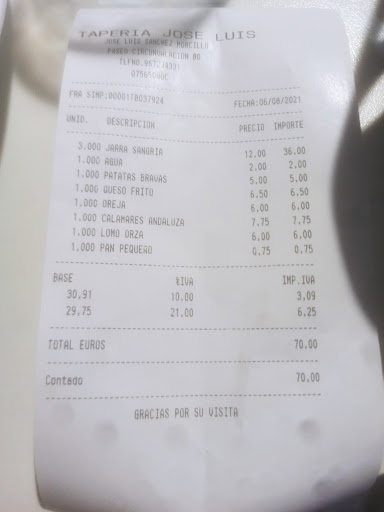 TAPERIA JOSE LUIS
JOSE LUIS SANCHEZ
PASEO CIRCUNVALACION 80
FRA SIMP:00001TB037924 FECHA:06/08/2021
UNID. DESCRIPCION PRECIO IMPORTE
3.000 JARRA SANGRIA 12,00 36,00
1.000 AGUA 2,00 2,00
1.000 PATATAS BRAVAS 5,00 5,00
1.000 QUESO FRITO 6,50 6,50
1.000 OREJA 6,00 6,00
1.000 CALAMARES ANDALUZA 7,75 7,75
1.000 LOMO ORZA 6,00 6,00
1.000 PAN PEQUEÑO 0,75 0,75
BASE %IVA IMP.IVA
30,91 10,00 3,09
29,75 21,00 6,25
TOTAL EUROS 70,00
Contado 70,00
GRACIAS POR SU VISITA